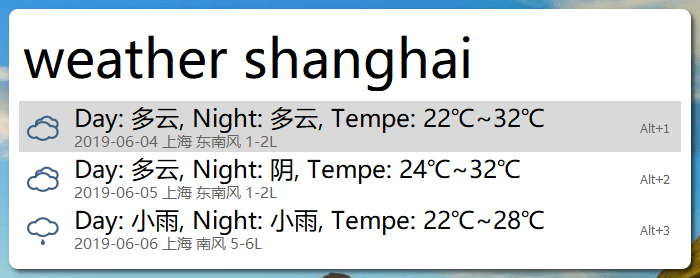 weather shanghai
Day: 多云, Night: 多云, Tempe: 22℃~32℃
2019-06-04 上海 东南风 1-2L
Alt+1
Day: 多云, Night: 阴, Tempe: 24℃~32℃
2019-06-05 上海 东南风 1-2L
Alt+2
Day: 小雨, Night: 小雨, Tempe: 22℃~28℃
2019-06-06 上海 南风 5-6L
Alt+3